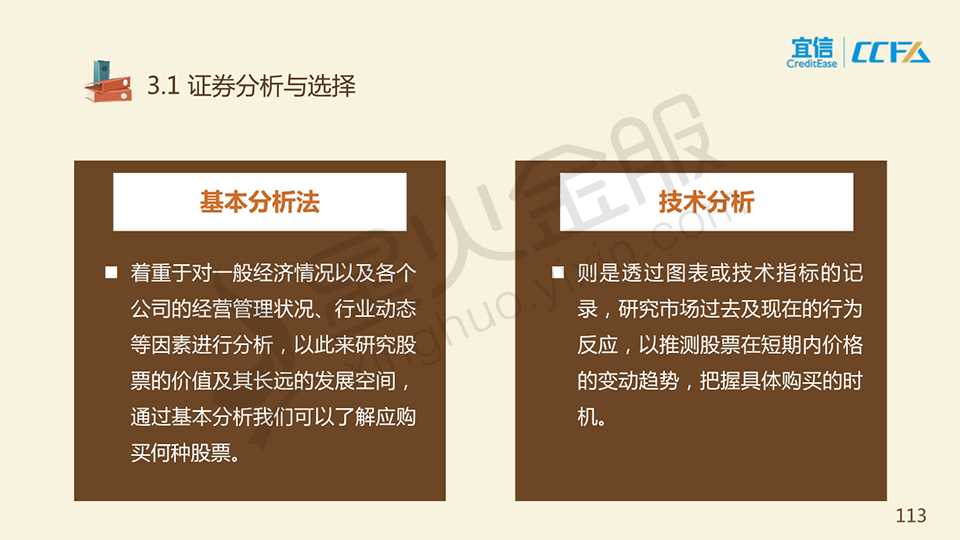 宜信
CreditEase
CCFA
3.1 证券分析与选择
基本分析法
■ 着重于对一般经济情况以及各个
公司的经营管理状况、行业动态
等因素进行分析，以此来研究股
票的价值及其长远的发展空间，
通过基本分析我们可以了解应购
买何种股票。
技术分析
■ 则是透过图表或技术指标的记
录，研究市场过去及现在的行为
反应，以推测股票在短期内价格
的变动趋势，把握具体购买的时
机。
星火金服
xinghuo.yixin.com
113